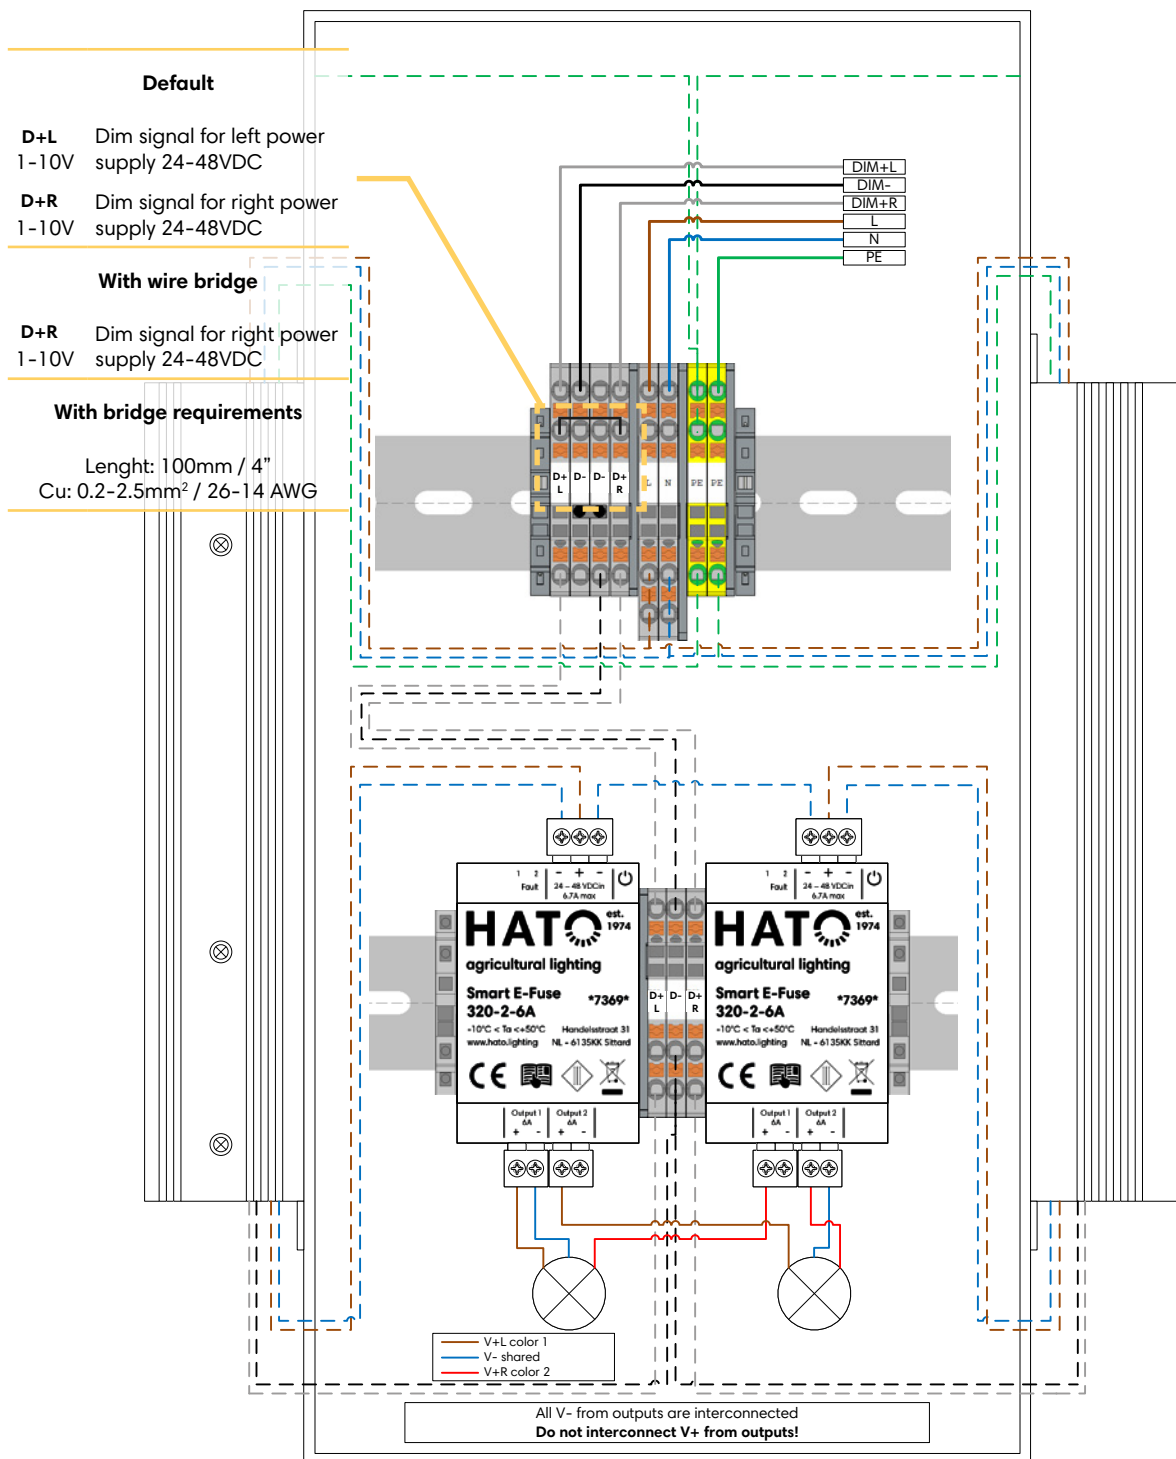 Default
D+L Dim signal for left power
1-10V supply 24-48VDC
D+R Dim signal for right power
1-10V supply 24-48VDC
With wire bridge
D+R Dim signal for right power
1-10V supply 24-48VDC
With bridge requirements
Lenght: 100mm / 4"
Cu: 0.2-2.5mm² / 26-14 AWG
DIM+L
DIM-
DIM+R
L
N
PE
D+ D- D- D+ L N PE PE
L R
1 2 - + -
Fault 24 – 48 VDCin
6.7A max
HATO est.
1974
agricultural lighting
Smart E-Fuse *7369*
320-2-6A
-10°C < Ta <+50°C Handelsstraat 31
www.hato.lighting NL - 6135KK Sittard
CE
Output 1 Output 2
6A 6A
+ - + -
D+ D- D+
L R
1 2 - + -
Fault 24 – 48 VDCin
6.7A max
HATO est.
1974
agricultural lighting
Smart E-Fuse *7369*
320-2-6A
-10°C < Ta <+50°C Handelsstraat 31
www.hato.lighting NL - 6135KK Sittard
CE
Output 1 Output 2
6A 6A
+ - + -
V+L color 1
V- shared
V+R color 2
All V- from outputs are interconnected
Do not interconnect V+ from outputs!